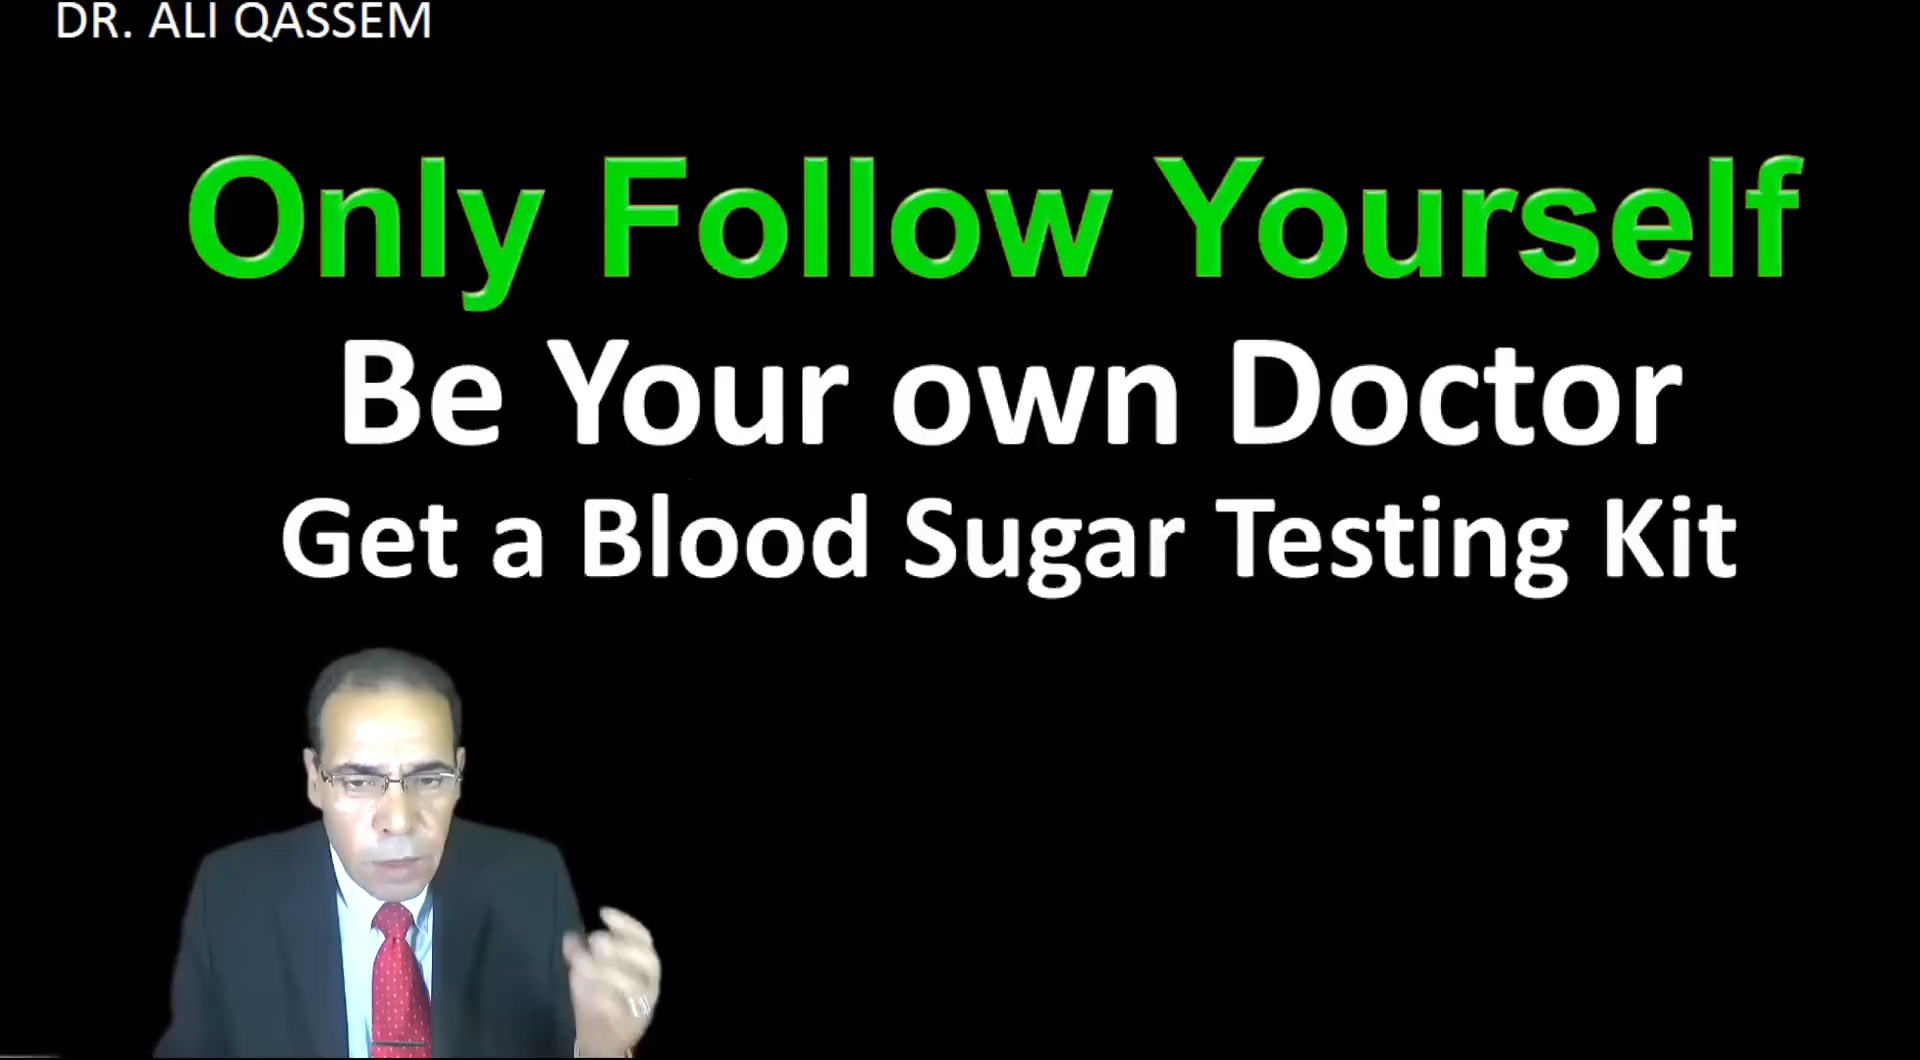 DR. ALI QASSEM
Only Follow Yourself
Be Your own Doctor
Get a Blood Sugar Testing Kit